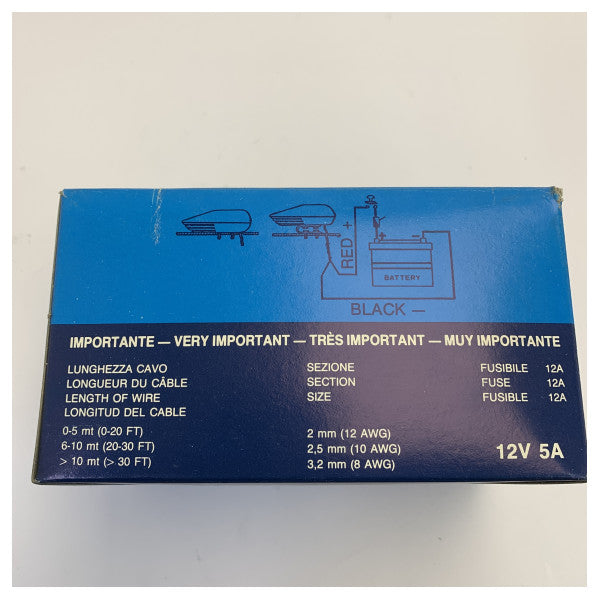 RED +
BATTERY
BLACK —
IMPORTANTE — VERY IMPORTANT — TRÈS IMPORTANT — MUY IMPORTANTE
LUNGHEZZA CAVO SEZIONE FUSIBILE 12A
LONGUEUR DU CÂBLE SECTION FUSE 12A
LENGTH OF WIRE SIZE FUSIBLE 12A
LONGITUD DEL CABLE
0-5 mt (0-20 FT) 2 mm (12 AWG)
6-10 mt (20-30 FT) 2,5 mm (10 AWG) 12V 5A
> 10 mt (> 30 FT) 3,2 mm (8 AWG)